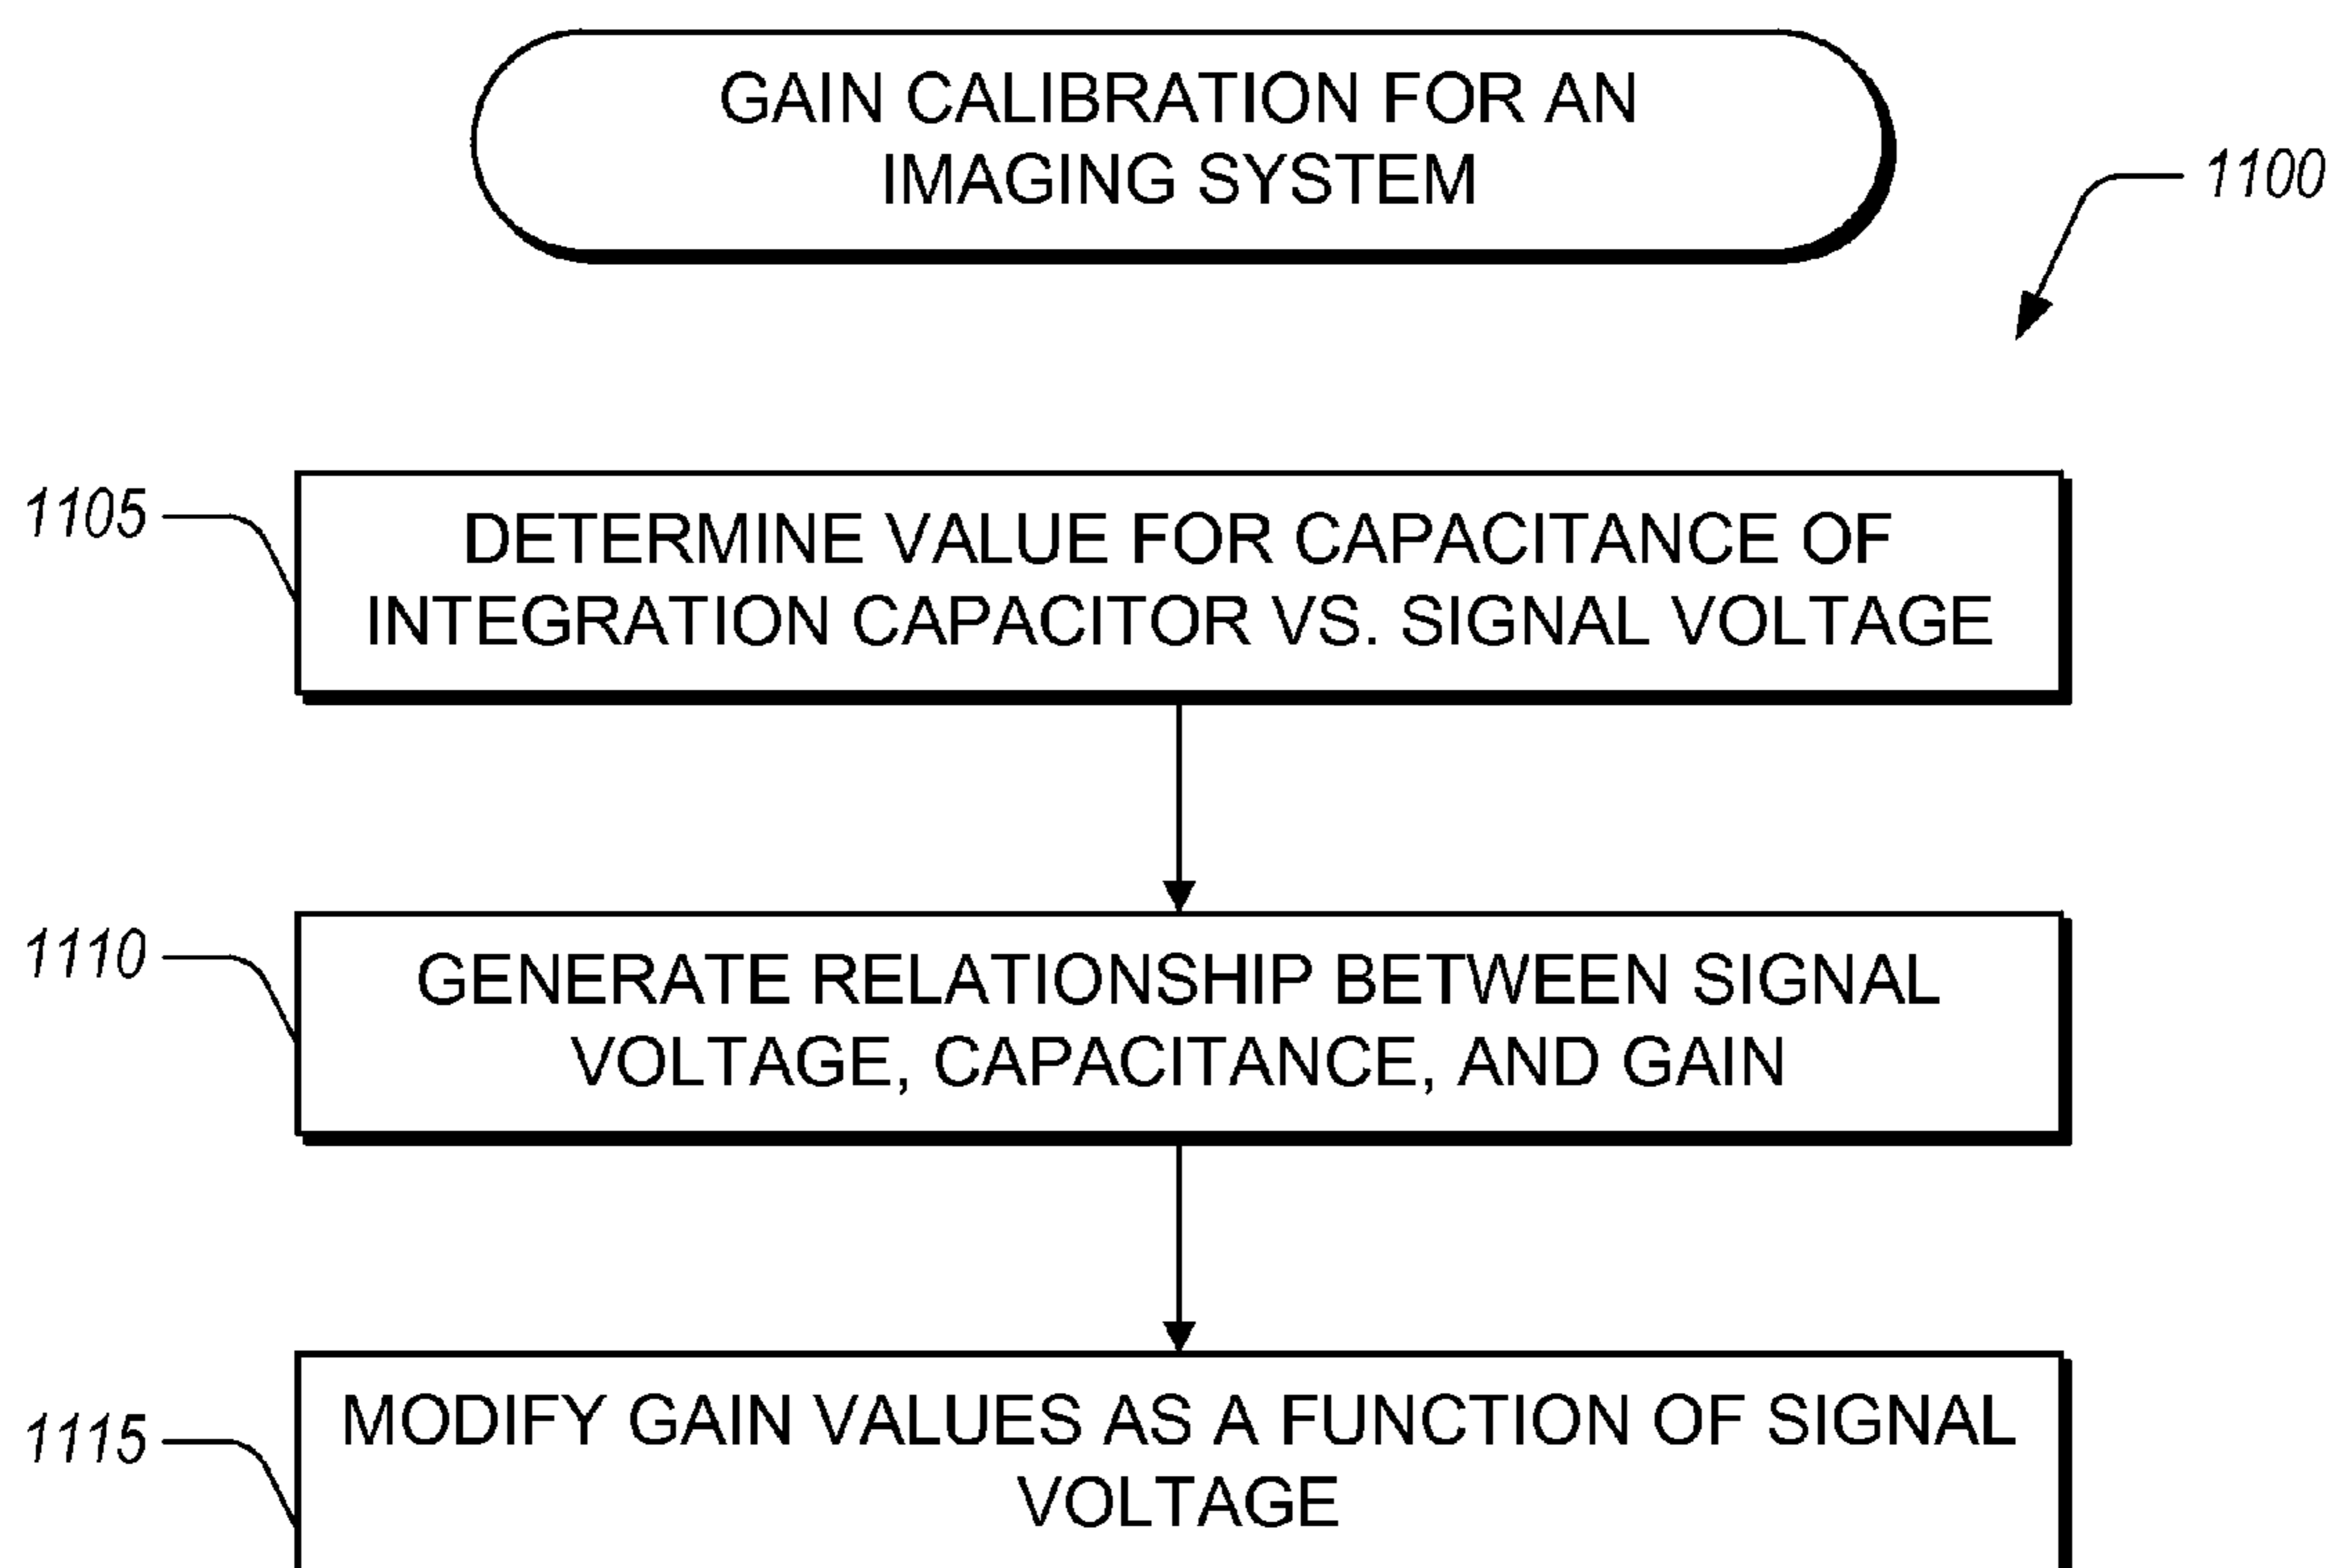 GAIN CALIBRATION FOR AN
IMAGING SYSTEM
1100
1105
DETERMINE VALUE FOR CAPACITANCE OF
INTEGRATION CAPACITOR VS. SIGNAL VOLTAGE
1110
GENERATE RELATIONSHIP BETWEEN SIGNAL
VOLTAGE, CAPACITANCE, AND GAIN
1115
MODIFY GAIN VALUES AS A FUNCTION OF SIGNAL
VOLTAGE